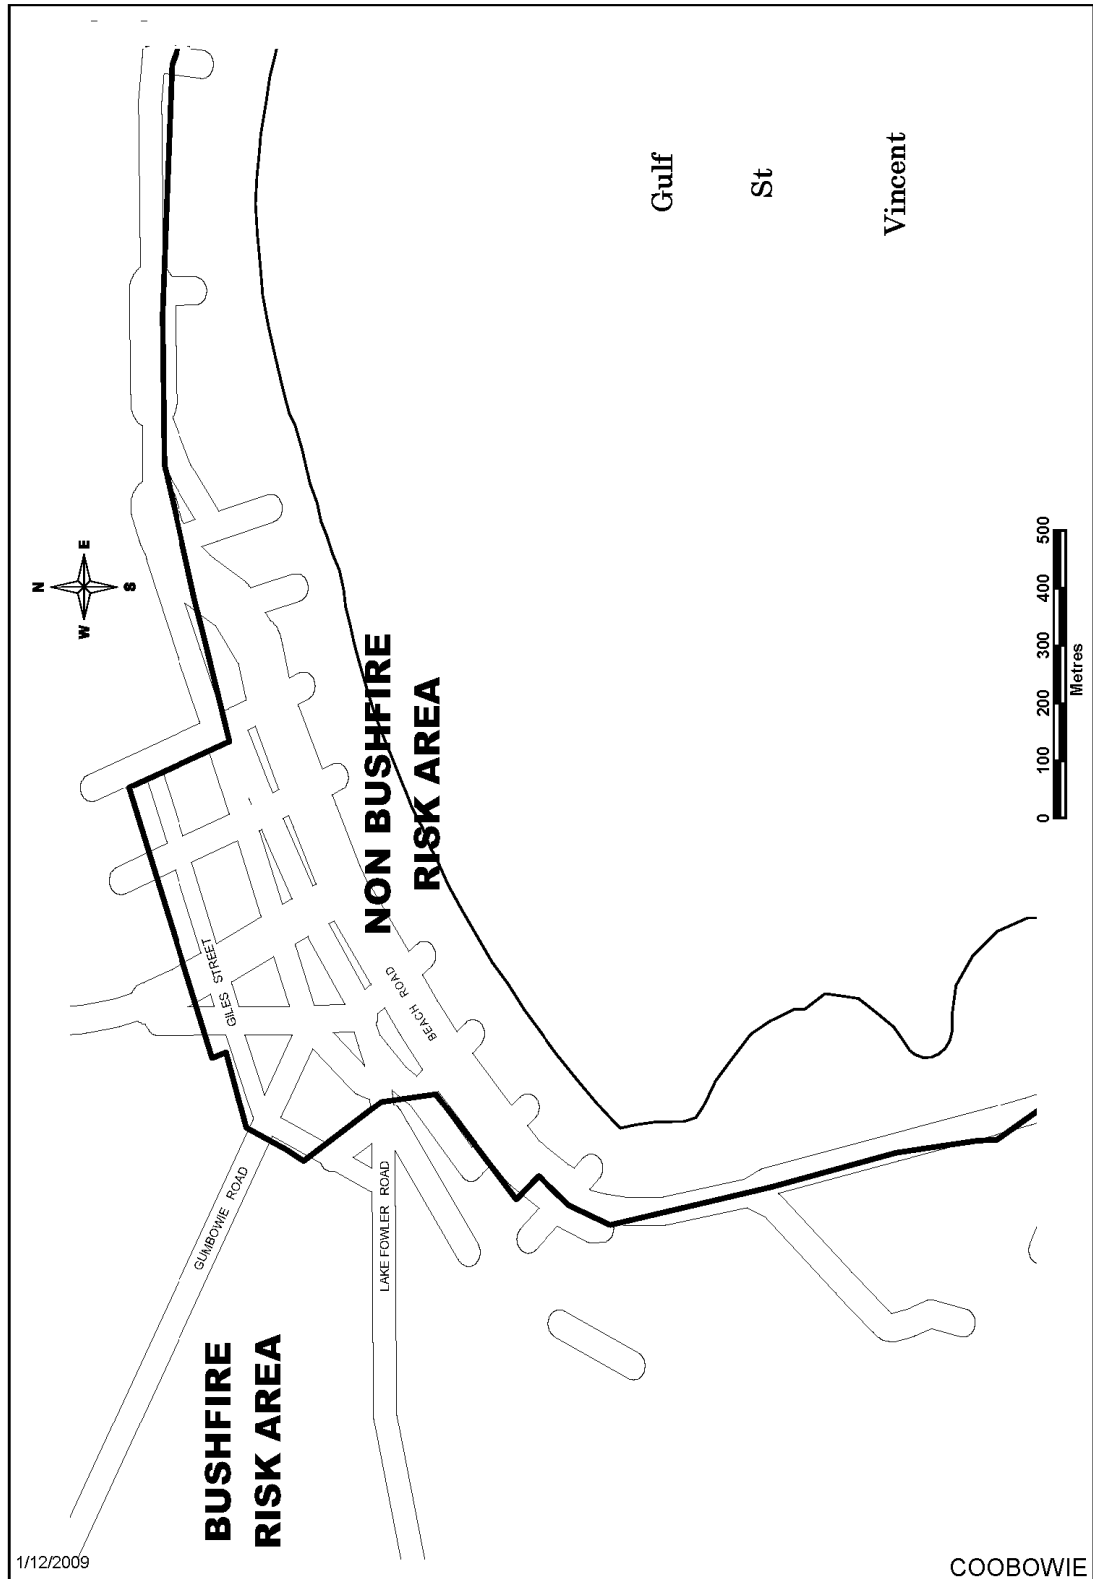 N
W
E
S
Gulf
St
Vincent
NON BUSHFIRE
RISK AREA
GILES STREET
BEACH ROAD
GUMBOWIE ROAD
LAKE FOWLER ROAD
BUSHFIRE
RISK AREA
0 100 200 300 400 500
Metres
1/12/2009
COOBOWIE